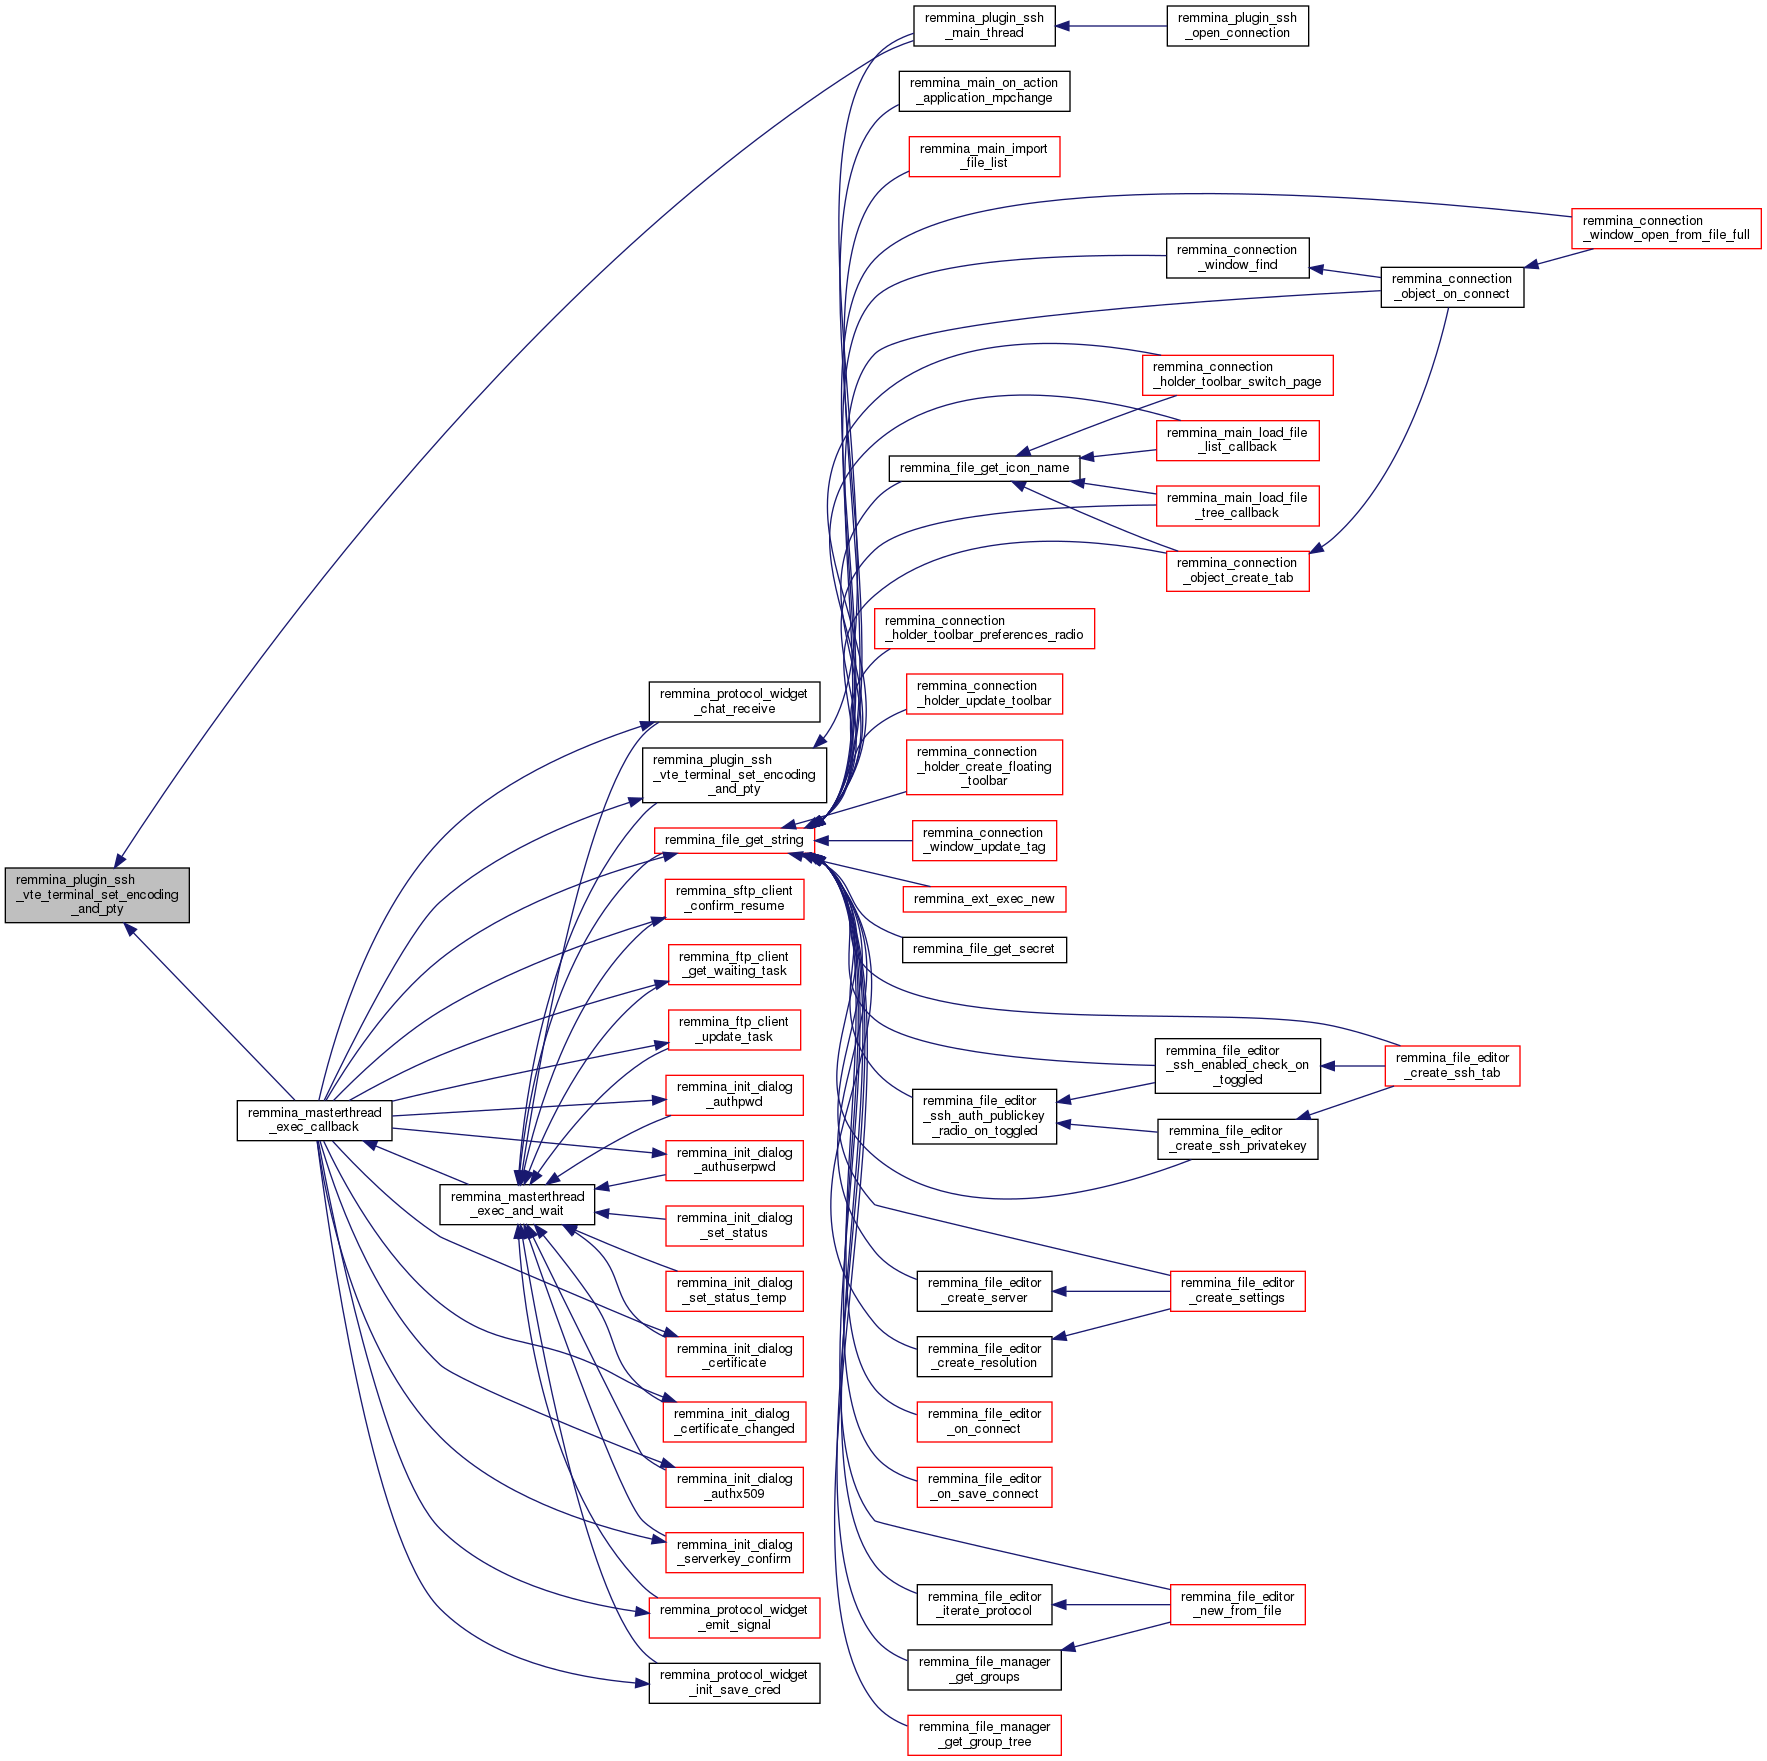 remmina_plugin_ssh
_main_thread
remmina_plugin_ssh
_open_connection
remmina_main_on_action
_application_mpchange
remmina_main_import
_file_list
remmina_connection
_window_open_from_file_full
remmina_connection
_window_find
remmina_connection
_object_on_connect
remmina_connection
_holder_toolbar_switch_page
remmina_main_load_file
_list_callback
remmina_file_get_icon_name
remmina_main_load_file
_tree_callback
remmina_connection
_object_create_tab
remmina_connection
_holder_toolbar_preferences_radio
remmina_connection
_holder_update_toolbar
remmina_protocol_widget
_chat_receive
remmina_connection
_holder_create_floating
_toolbar
remmina_plugin_ssh
_vte_terminal_set_encoding
_and_pty
remmina_connection
_window_update_tag
remmina_file_get_string
remmina_plugin_ssh
_vte_terminal_set_encoding
_and_pty
remmina_sftp_client
_confirm_resume
remmina_ext_exec_new
remmina_file_get_secret
remmina_ftp_client
_get_waiting_task
remmina_ftp_client
_update_task
remmina_file_editor
_ssh_enabled_check_on
_toggled
remmina_file_editor
_create_ssh_tab
remmina_init_dialog
_authpwd
remmina_file_editor
_ssh_auth_publickey
_radio_on_toggled
remmina_masterthread
_exec_callback
remmina_file_editor
_create_ssh_privatekey
remmina_init_dialog
_authuserpwd
remmina_masterthread
_exec_and_wait
remmina_init_dialog
_set_status
remmina_init_dialog
_set_status_temp
remmina_file_editor
_create_server
remmina_file_editor
_create_settings
remmina_init_dialog
_certificate
remmina_file_editor
_create_resolution
remmina_init_dialog
_certificate_changed
remmina_file_editor
_on_connect
remmina_init_dialog
_authx509
remmina_file_editor
_on_save_connect
remmina_init_dialog
_serverkey_confirm
remmina_protocol_widget
_emit_signal
remmina_file_editor
_iterate_protocol
remmina_file_editor
_new_from_file
remmina_protocol_widget
_init_save_cred
remmina_file_manager
_get_groups
remmina_file_manager
_get_group_tree